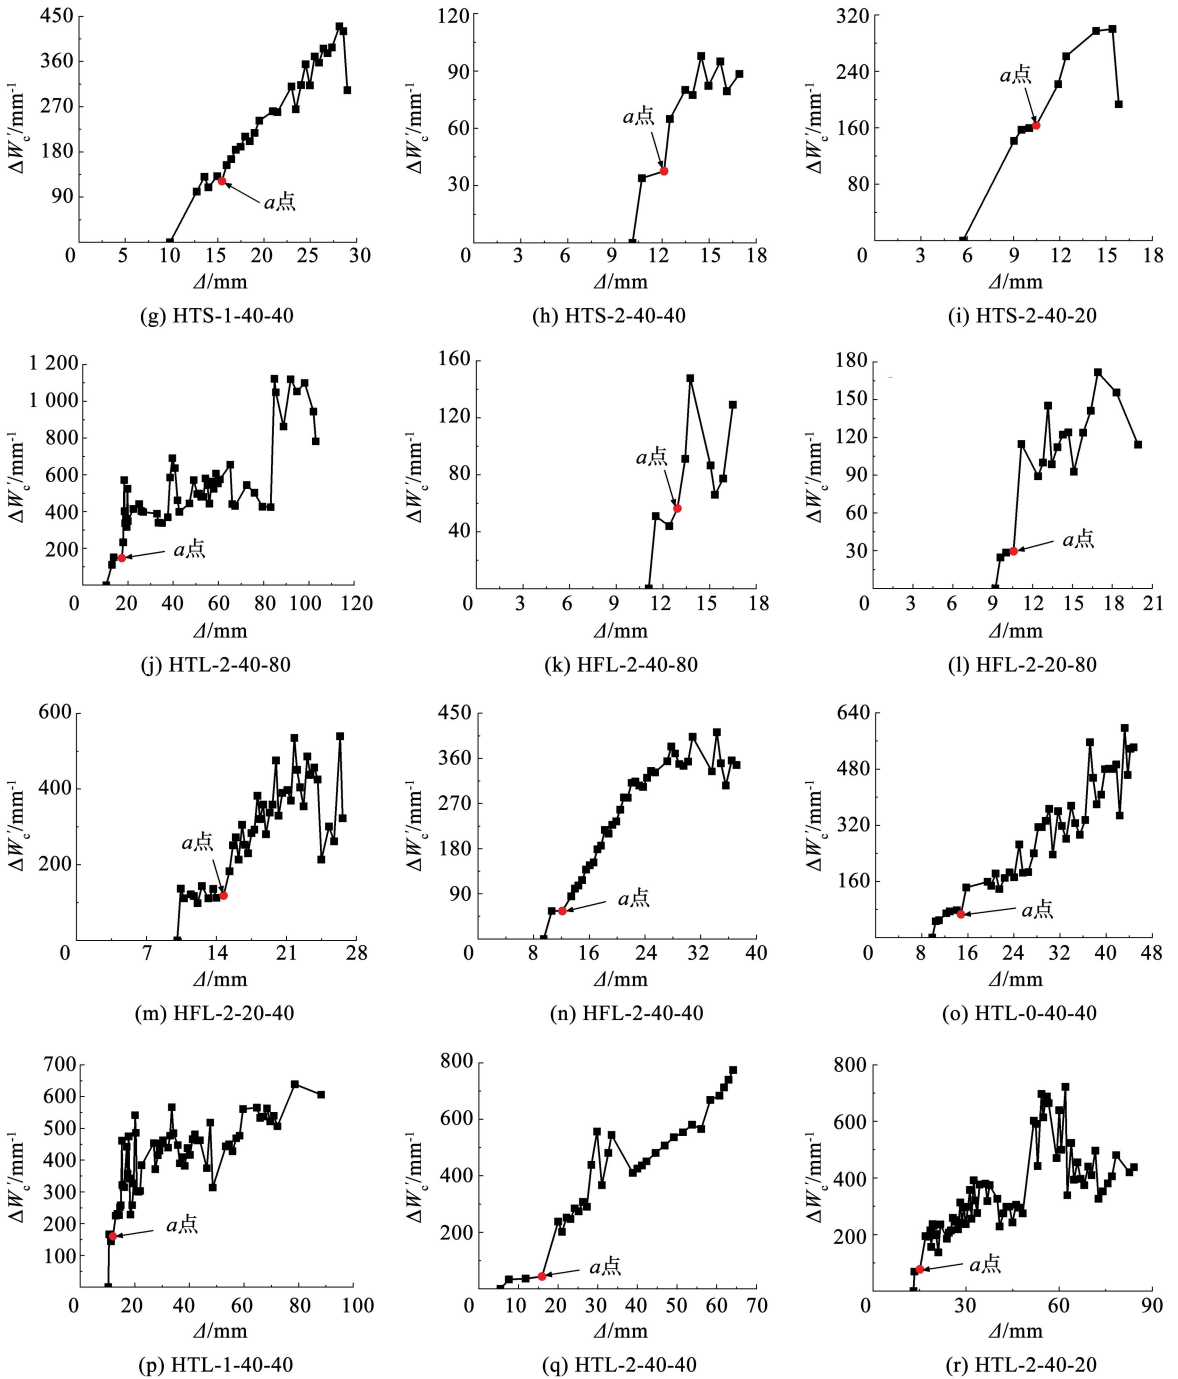 450
360
270
180
90
0
5
10
15
20
25
30
ΔW_c′/mm⁻¹
Δ/mm
a点
(g) HTS-1-40-40
120
90
60
30
0
3
6
9
12
15
18
ΔW_c′/mm⁻¹
Δ/mm
a点
(h) HTS-2-40-40
320
240
160
80
0
3
6
9
12
15
18
ΔW_c′/mm⁻¹
Δ/mm
a点
(i) HTS-2-40-20
1 200
1 000
800
600
400
200
0
20
40
60
80
100
120
ΔW_c′/mm⁻¹
Δ/mm
a点
(j) HTL-2-40-80
160
120
80
40
0
3
6
9
12
15
18
ΔW_c′/mm⁻¹
Δ/mm
a点
(k) HFL-2-40-80
180
150
120
90
60
30
0
3
6
9
12
15
18
21
ΔW_c′/mm⁻¹
Δ/mm
a点
(l) HFL-2-20-80
600
400
200
0
7
14
21
28
ΔW_c′/mm⁻¹
Δ/mm
a点
(m) HFL-2-20-40
450
360
270
180
90
0
8
16
24
32
40
ΔW_c′/mm⁻¹
Δ/mm
a点
(n) HFL-2-40-40
640
480
320
160
0
8
16
24
32
40
48
ΔW_c′/mm⁻¹
Δ/mm
a点
(o) HTL-0-40-40
700
600
500
400
300
200
100
0
20
40
60
80
100
ΔW_c′/mm⁻¹
Δ/mm
a点
(p) HTL-1-40-40
800
600
400
200
0
10
20
30
40
50
60
70
ΔW_c′/mm⁻¹
Δ/mm
a点
(q) HTL-2-40-40
800
600
400
200
0
30
60
90
ΔW_c′/mm⁻¹
Δ/mm
a点
(r) HTL-2-40-20